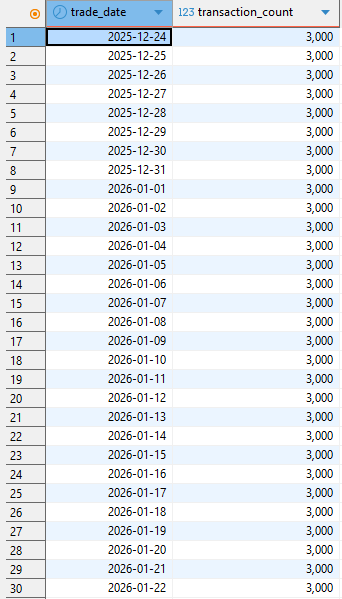 trade_date 123 transaction_count
1 2025-12-24 3,000
2 2025-12-25 3,000
3 2025-12-26 3,000
4 2025-12-27 3,000
5 2025-12-28 3,000
6 2025-12-29 3,000
7 2025-12-30 3,000
8 2025-12-31 3,000
9 2026-01-01 3,000
10 2026-01-02 3,000
11 2026-01-03 3,000
12 2026-01-04 3,000
13 2026-01-05 3,000
14 2026-01-06 3,000
15 2026-01-07 3,000
16 2026-01-08 3,000
17 2026-01-09 3,000
18 2026-01-10 3,000
19 2026-01-11 3,000
20 2026-01-12 3,000
21 2026-01-13 3,000
22 2026-01-14 3,000
23 2026-01-15 3,000
24 2026-01-16 3,000
25 2026-01-17 3,000
26 2026-01-18 3,000
27 2026-01-19 3,000
28 2026-01-20 3,000
29 2026-01-21 3,000
30 2026-01-22 3,000